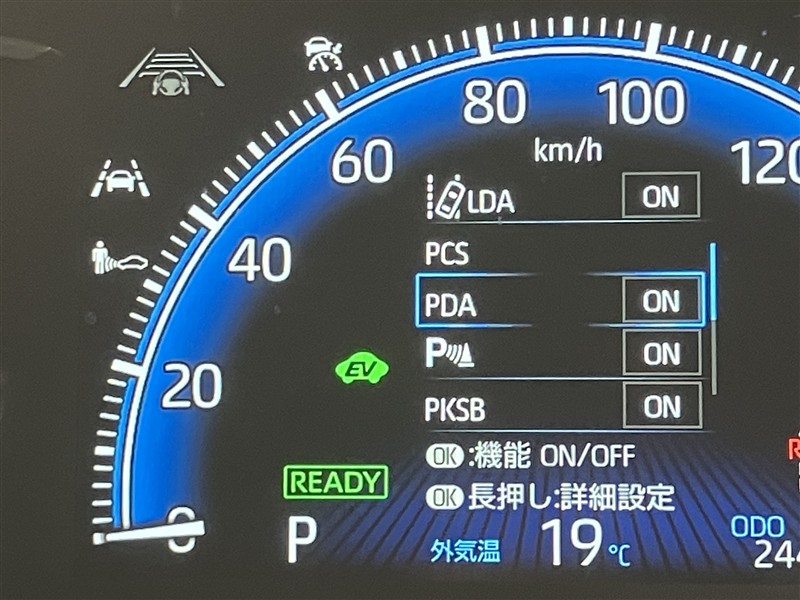 80
100
60
km/h
120
LDA ON
40
PCS
PDA ON
EV
P ON
20
PKSB ON
OK:機能 ON/OFF
READY
OK長押し:詳細設定
0
P
外気温 19℃
ODO
244